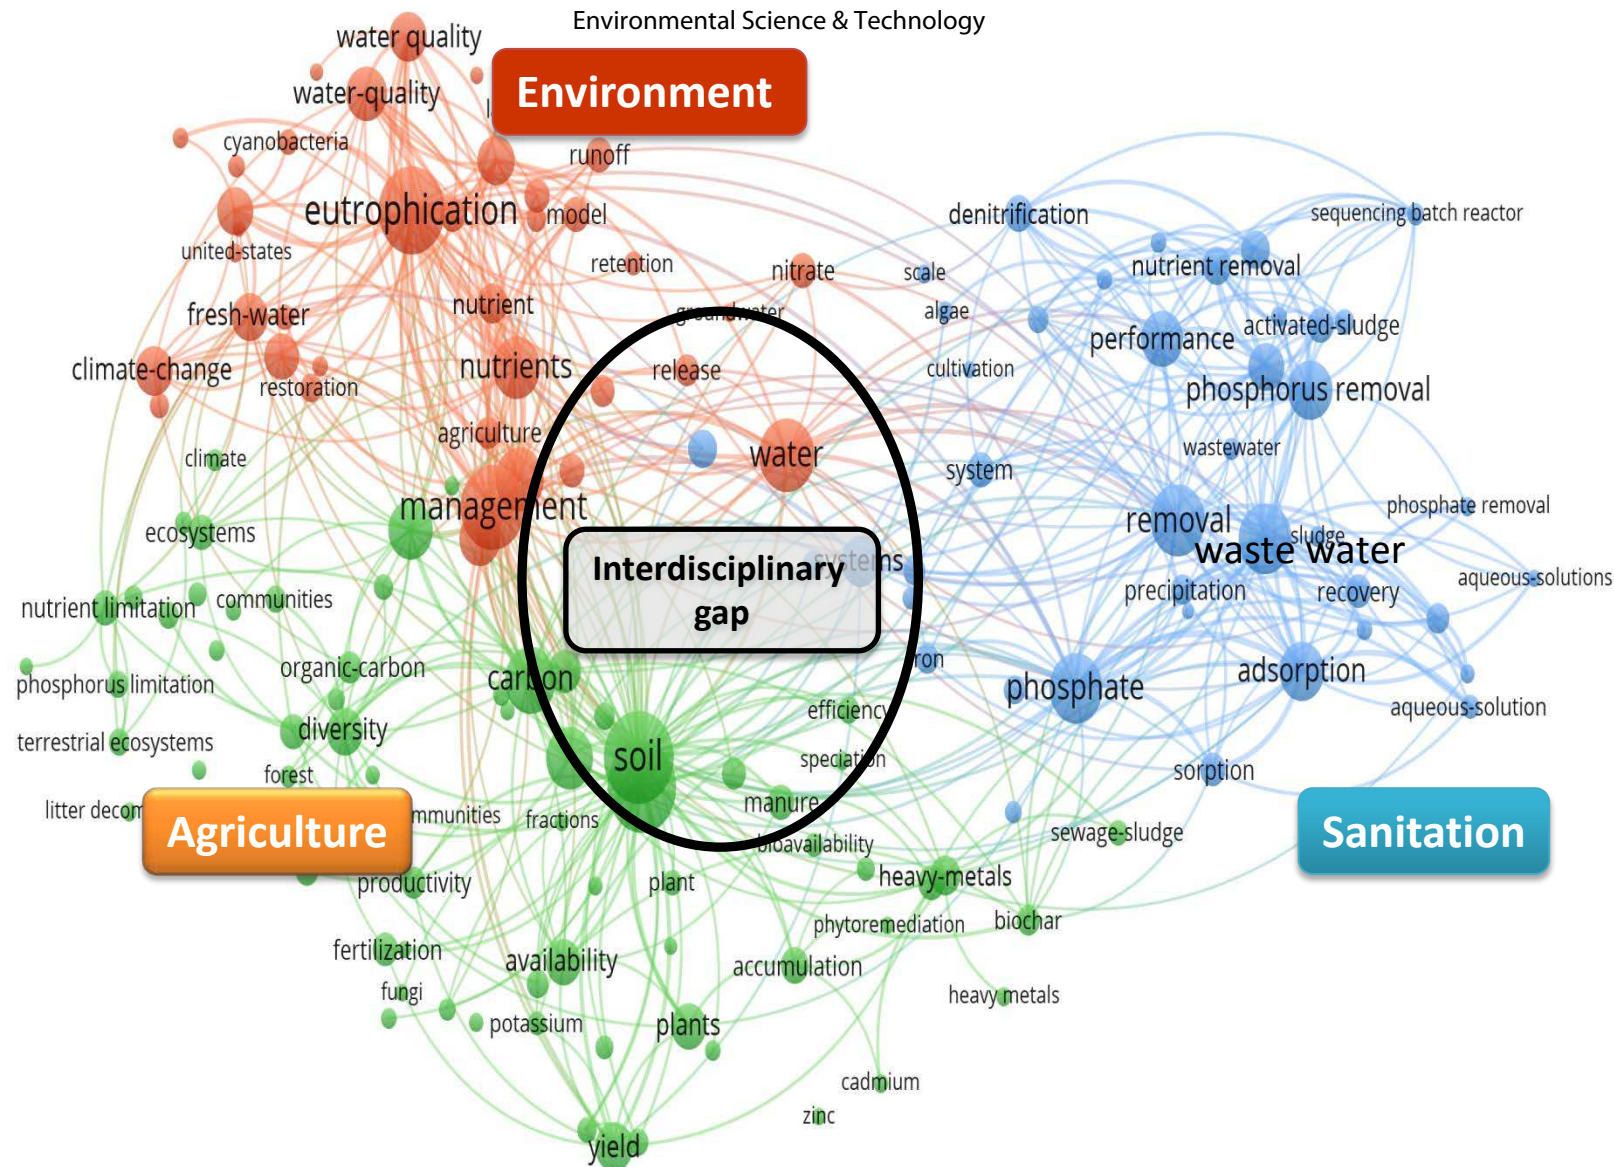 Environmental Science & Technology
water quality
Environment
water-quality
cyanobacteria
runoff
eutrophication
model
denitrification
sequencing batch reactor
united-states
retention
nitrate
scale
nutrient removal
fresh-water
nutrient
groundwater
algae
performance
activated-sludge
climate-change
restoration
nutrients
release
cultivation
phosphorus removal
agriculture
climate
water
system
wastewater
management
removal
phosphate removal
ecosystems
sludge
waste water
systems
Interdisciplinary
gap
nutrient limitation
communities
precipitation
recovery
aqueous-solutions
organic-carbon
carbon
phosphorus limitation
phosphate
adsorption
efficiency
aqueous-solution
terrestrial ecosystems
diversity
soil
speciation
sorption
forest
manure
fractions
Agriculture
bioavailability
sewage-sludge
Sanitation
productivity
plant
heavy-metals
phytoremediation
biochar
fertilization
availability
accumulation
fungi
heavy metals
potassium
plants
cadmium
zinc
yield